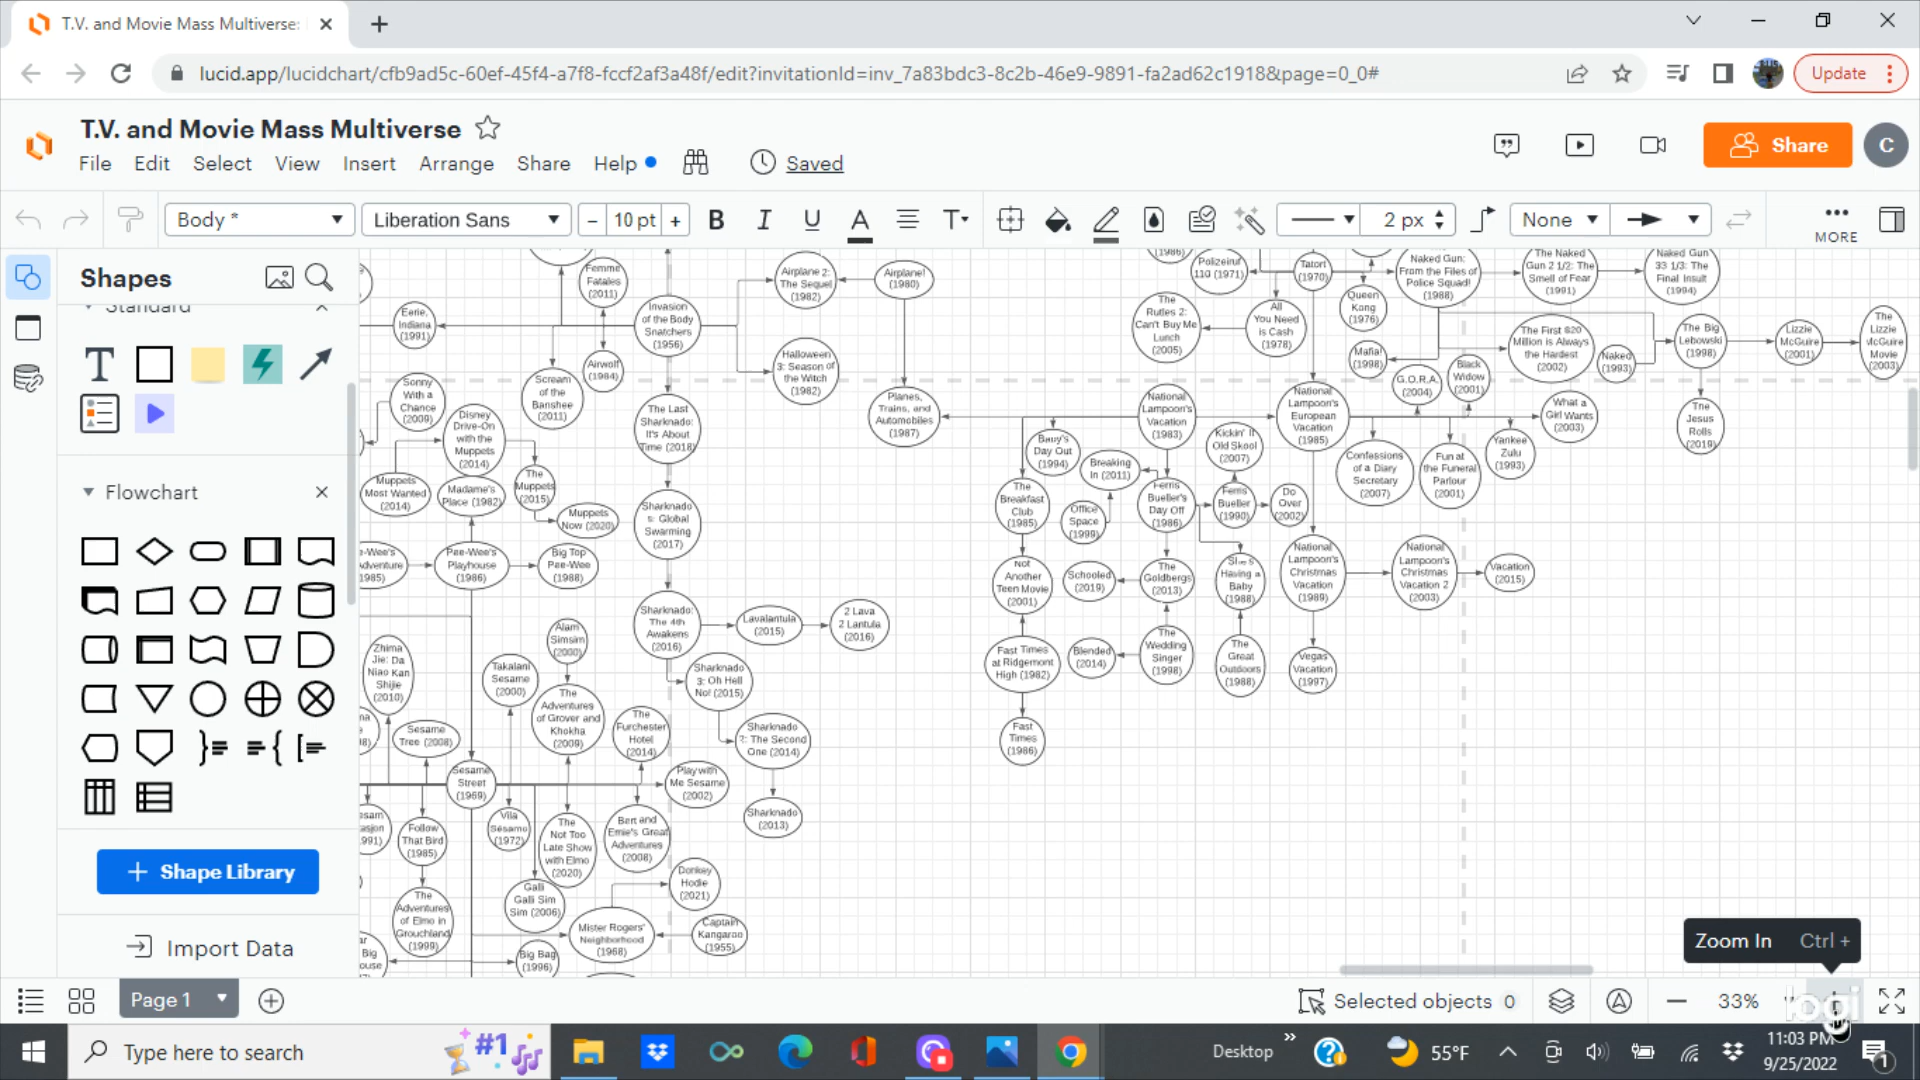 T.V. and Movie Mass Multiverse:
lucid.app/lucidchart/cfb9ad5c-60ef-45f4-a7f8-fccf2af3a48f/edit?invitationId=inv_7a83bdc3-8c2b-46e9-9891-fa2ad62c1918&page=0_0#
Update
T.V. and Movie Mass Multiverse
File Edit Select View Insert Arrange Share Help Saved
Share
C
Body *
Liberation Sans
10 pt
B I U A T
2 px
None
MORE
Shapes
Standard
T
Flowchart
Shape Library
Import Data
Femme
Fatales
(2011)
Eerie,
Indiana
(1991)
Invasion
of the Body
Snatchers
(1956)
Airplane 2:
The Sequel
(1982)
Airplane!
(1980)
Halloween
3: Season of
the Witch
(1982)
Airwolf
(1984)
Scream
of the
Banshee
(2011)
Sonny
With a
Chance
(2009)
Disney
Drive-On
with the
Muppets
(2014)
The Last
Sharknado:
It's About
Time (2018)
Planes,
Trains, and
Automobiles
(1987)
Muppets
Most Wanted
(2014)
Madame's
Place (1982)
The
Muppets
(2015)
Muppets
Now (2020)
Sharknado
5: Global
Swarming
(2017)
e-Wee's
Adventure
1985)
Pee-Wee's
Playhouse
(1986)
Big Top
Pee-Wee
(1988)
Sharknado:
The 4th
Awakens
(2016)
Lavalantula
(2015)
2 Lava
2 Lantula
(2016)
Sharknado
3: Oh Hell
No! (2015)
Sharknado
2: The Second
One (2014)
Sharknado
(2013)
Alam
Simsim
(2000)
Zhima
Jie: Da
Niao Kan
Shijie
(2010)
Takalani
Sesame
(2000)
The
Adventures
of Grover and
Khokha
(2009)
The
Furchester
Hotel
(2014)
Sesame
Tree (2008)
Sesame
Street
(1969)
Play with
Me Sesame
(2002)
Follow
That Bird
(1985)
Vila
Sésamo
(1972)
The
Not Too
Late Show
with Elmo
(2020)
Bert and
Ernie's Great
Adventures
(2008)
The
Adventures
of Elmo in
Grouchland
(1999)
Galli
Galli Sim
Sim (2006)
Donkey
Hodie
(2021)
Mister Rogers'
Neighborhood
(1968)
Captain
Kangaroo
(1955)
Big Bag
(1996)
(1986)
Polizeiruf
110 (1971)
Tatort
(1970)
Naked Gun:
From the Files of
Police Squad!
(1988)
The Naked
Gun 2 1/2: The
Smell of Fear
(1991)
Naked Gun
33 1/3: The
Final Insult
(1994)
The
Rutles 2:
Can't Buy Me
Lunch
(2005)
All
You Need
is Cash
(1978)
Queen
Kong
(1976)
Mafia!
(1998)
The First $20
Million is Always
the Hardest
(2002)
Naked
(1993)
The Big
Lebowski
(1998)
Lizzie
McGuire
(2001)
The
Lizzie
McGuire
Movie
(2003)
The
Jesus
Rolls
(2019)
G.O.R.A.
(2004)
Black
Widow
(2001)
What a
Girl Wants
(2003)
National
Lampoon's
Vacation
(1983)
National
Lampoon's
European
Vacation
(1985)
Baby's
Day Out
(1994)
Breaking
In (2011)
Kickin' It
Old Skool
(2007)
Confessions
of a Diary
Secretary
(2007)
Fun at
the Funeral
Parlour
(2001)
Yankee
Zulu
(1993)
The
Breakfast
Club
(1985)
Office
Space
(1999)
Ferris
Bueller's
Day Off
(1986)
Ferris
Bueller
(1990)
Do
Over
(2002)
Not
Another
Teen Movie
(2001)
Schooled
(2019)
The
Goldbergs
(2013)
She's
Having a
Baby
(1988)
National
Lampoon's
Christmas
Vacation
(1989)
National
Lampoon's
Christmas
Vacation 2
(2003)
Vacation
(2015)
Fast Times
at Ridgemont
High (1982)
Blended
(2014)
The
Wedding
Singer
(1998)
The
Great
Outdoors
(1988)
Vegas
Vacation
(1997)
Fast
Times
(1986)
Zoom In Ctrl +
Page 1
Selected objects 0
33%
logi
Type here to search
#1
Desktop
55°F
11:03 PM
9/25/2022
1